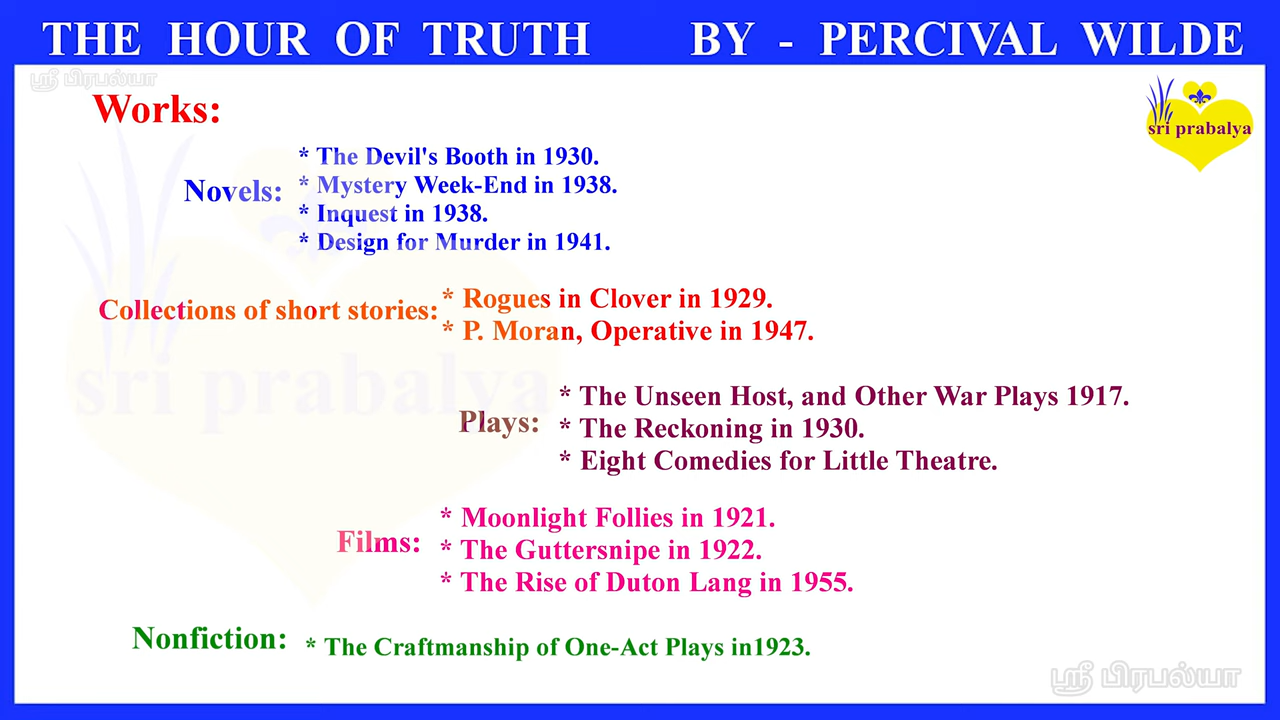 THE HOUR OF TRUTH BY - PERCIVAL WILDE
ஸ்ரீ பிரபல்யா
sri prabalya
Works:
Novels:
* The Devil's Booth in 1930.
* Mystery Week-End in 1938.
* Inquest in 1938.
* Design for Murder in 1941.
Collections of short stories:
* Rogues in Clover in 1929.
* P. Moran, Operative in 1947.
sri prabalya
Plays:
* The Unseen Host, and Other War Plays 1917.
* The Reckoning in 1930.
* Eight Comedies for Little Theatre.
Films:
* Moonlight Follies in 1921.
* The Guttersnipe in 1922.
* The Rise of Duton Lang in 1955.
Nonfiction:
* The Craftmanship of One-Act Plays in1923.
ஸ்ரீ பிரபல்யா